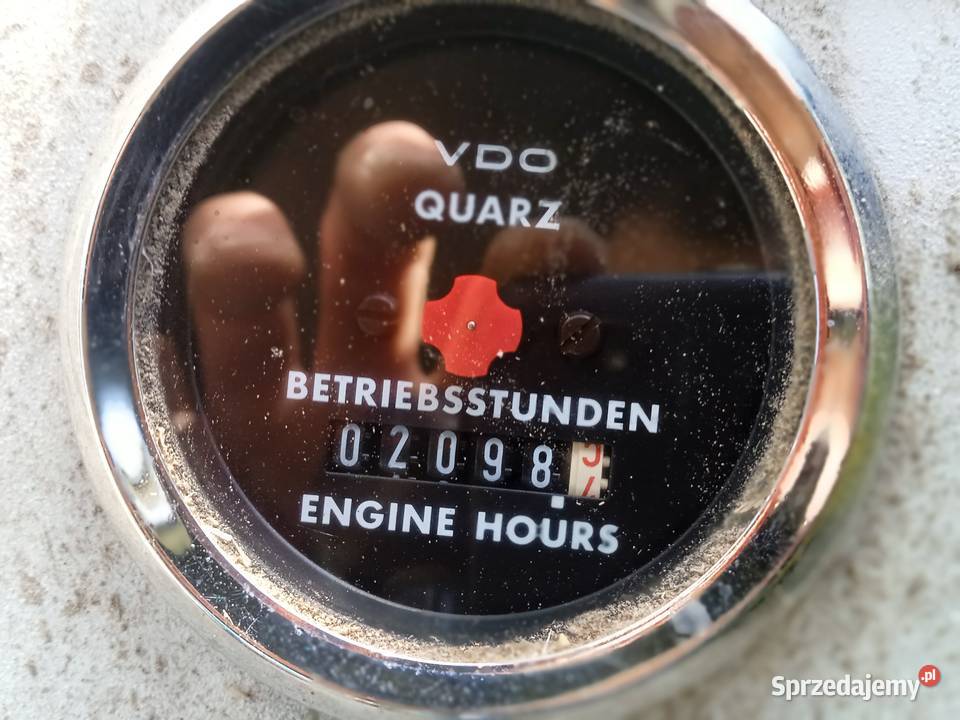 VDO
QUARZ
BETRIEBSSTUNDEN
02098
ENGINE HOURS
Sprzedajemy.pl